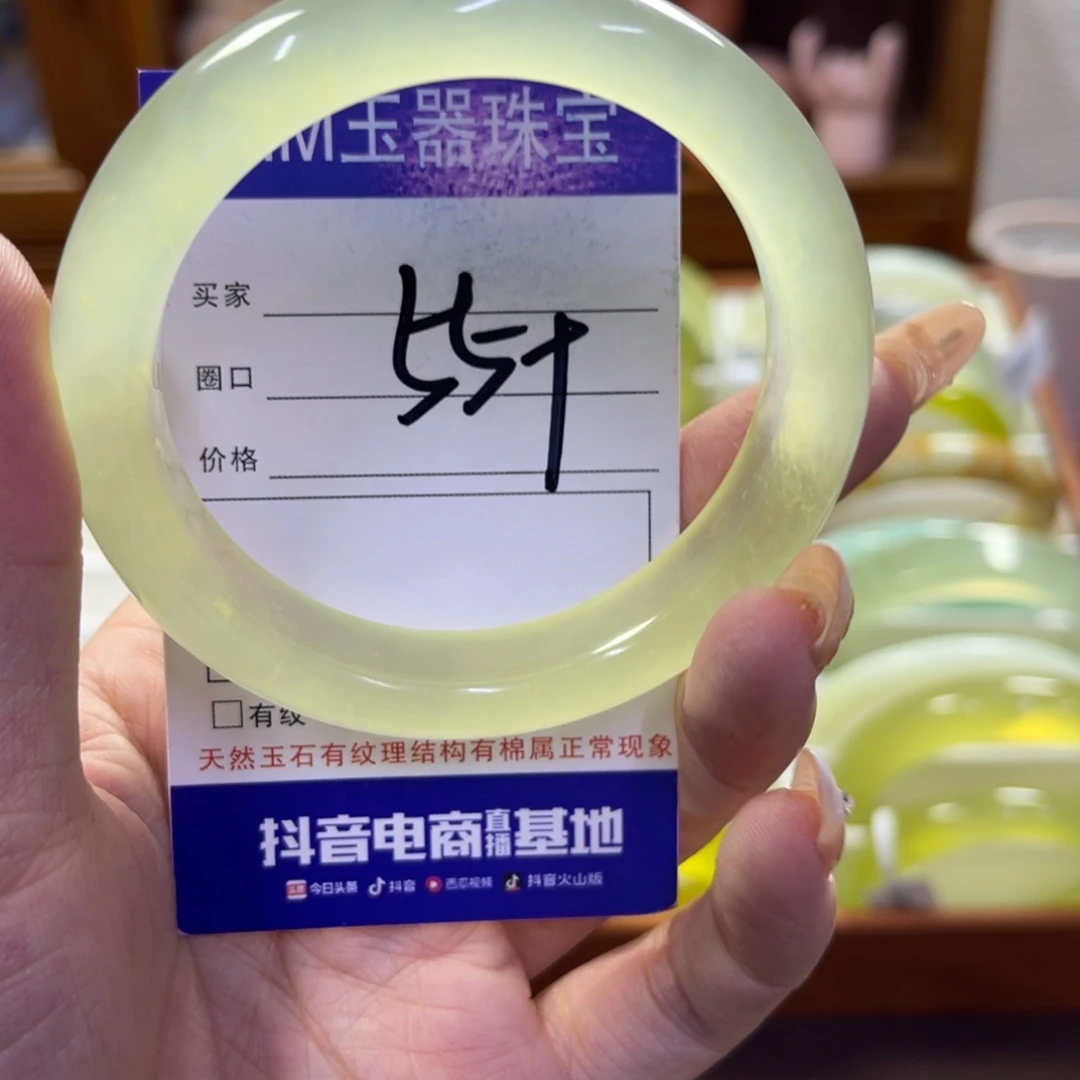 M玉器珠宝
买家
圈口
价格
有纹
天然玉石有纹理结构有棉属正常现象
抖音电商直播基地
头条 今日头条 抖音 西瓜视频 抖音火山版